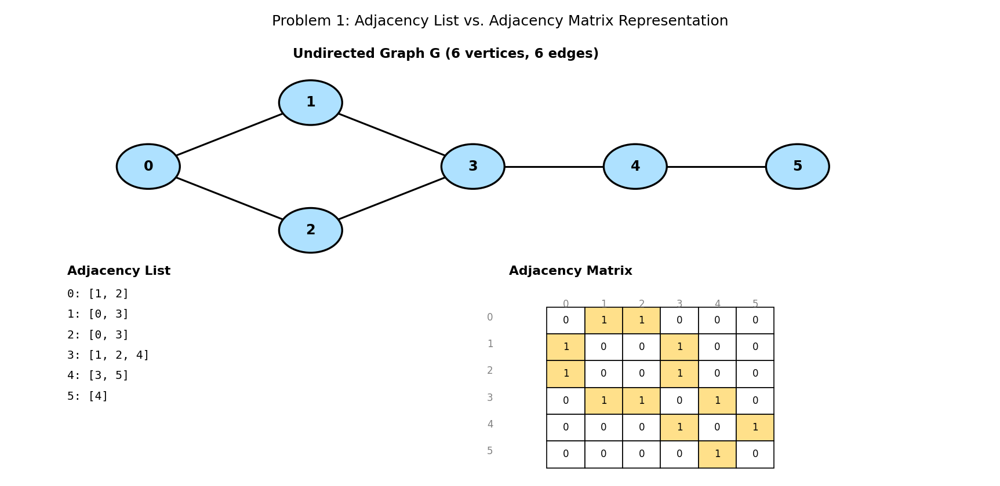 Problem 1: Adjacency List vs. Adjacency Matrix Representation
Undirected Graph G (6 vertices, 6 edges)
1
0
3
4
5
2
Adjacency List
0: [1, 2]
1: [0, 3]
2: [0, 3]
3: [1, 2, 4]
4: [3, 5]
5: [4]
Adjacency Matrix
0 1 2 3 4 5
0 0 1 1 0 0 0
1 1 0 0 1 0 0
2 1 0 0 1 0 0
3 0 1 1 0 1 0
4 0 0 0 1 0 1
5 0 0 0 0 1 0